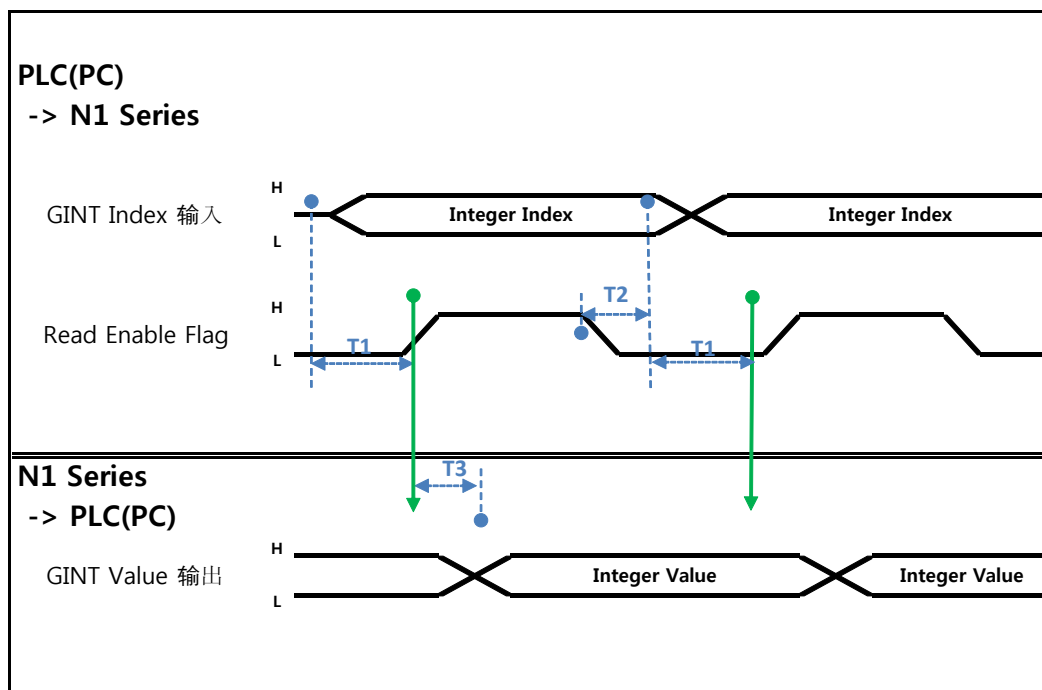 PLC(PC)
-> N1 Series
GINT Index 输入
H
L
Integer Index
Integer Index
Read Enable Flag
H
L
T1
T2
T1
N1 Series
-> PLC(PC)
T3
GINT Value 输出
H
L
Integer Value
Integer Value